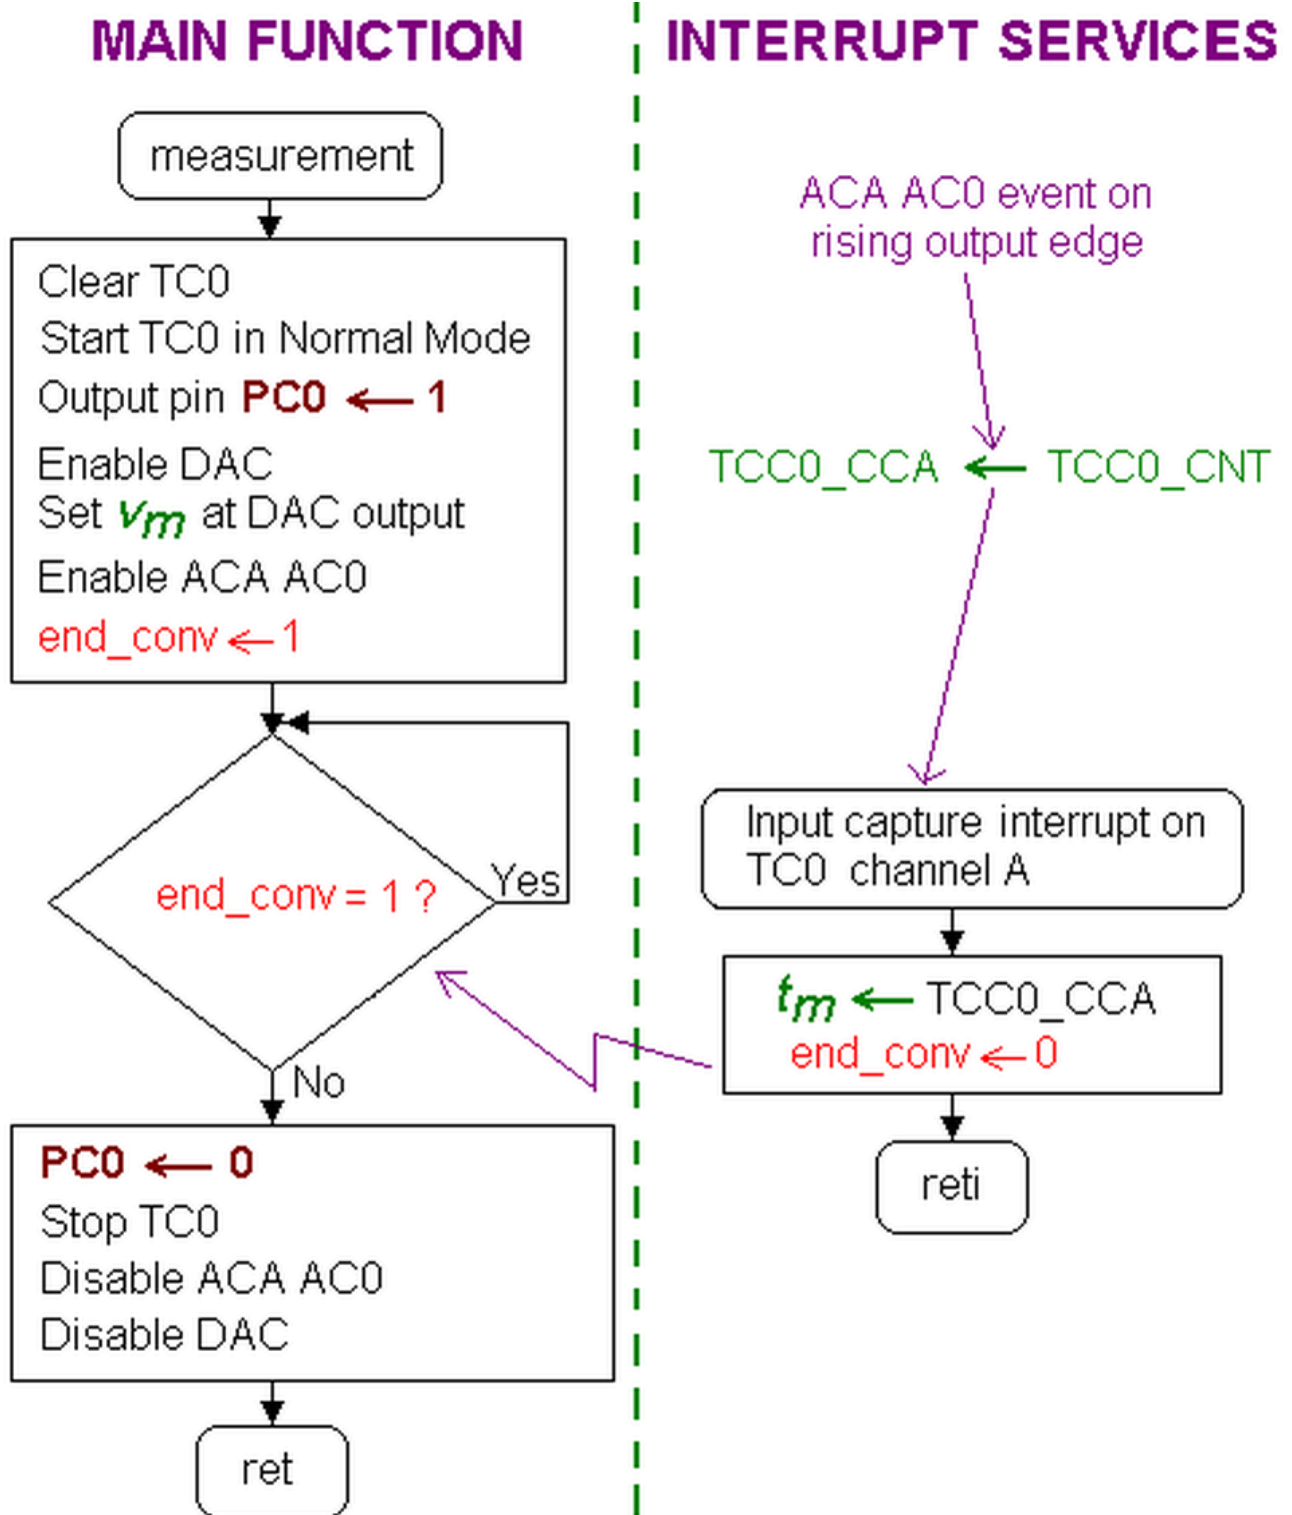 MAIN FUNCTION
measurement
Clear TC0
Start TC0 in Normal Mode
Output pin PC0 ← 1
Enable DAC
Set vm at DAC output
Enable ACA AC0
end_conv ← 1
end_conv = 1 ?
Yes
No
PC0 ← 0
Stop TC0
Disable ACA AC0
Disable DAC
ret
INTERRUPT SERVICES
ACA AC0 event on
rising output edge
TCC0_CCA ← TCC0_CNT
Input capture interrupt on
TC0 channel A
tm ← TCC0_CCA
end_conv ← 0
reti